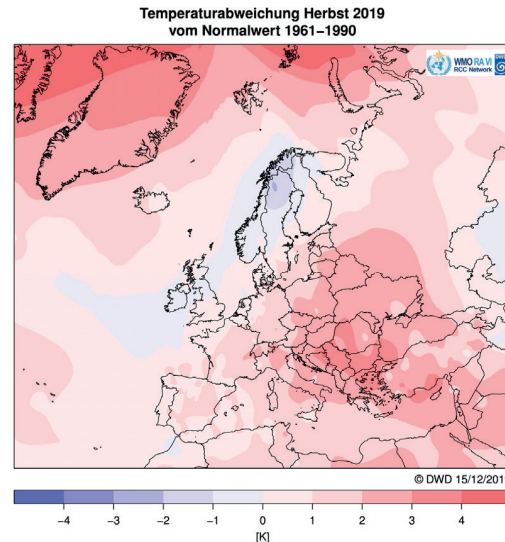 Temperaturabweichung Herbst 2019
vom Normalwert 1961−1990
WMO RA VI
RCC Network
© DWD 15/12/2019
−4 −3 −2 −1 0 1 2 3 4
[K]